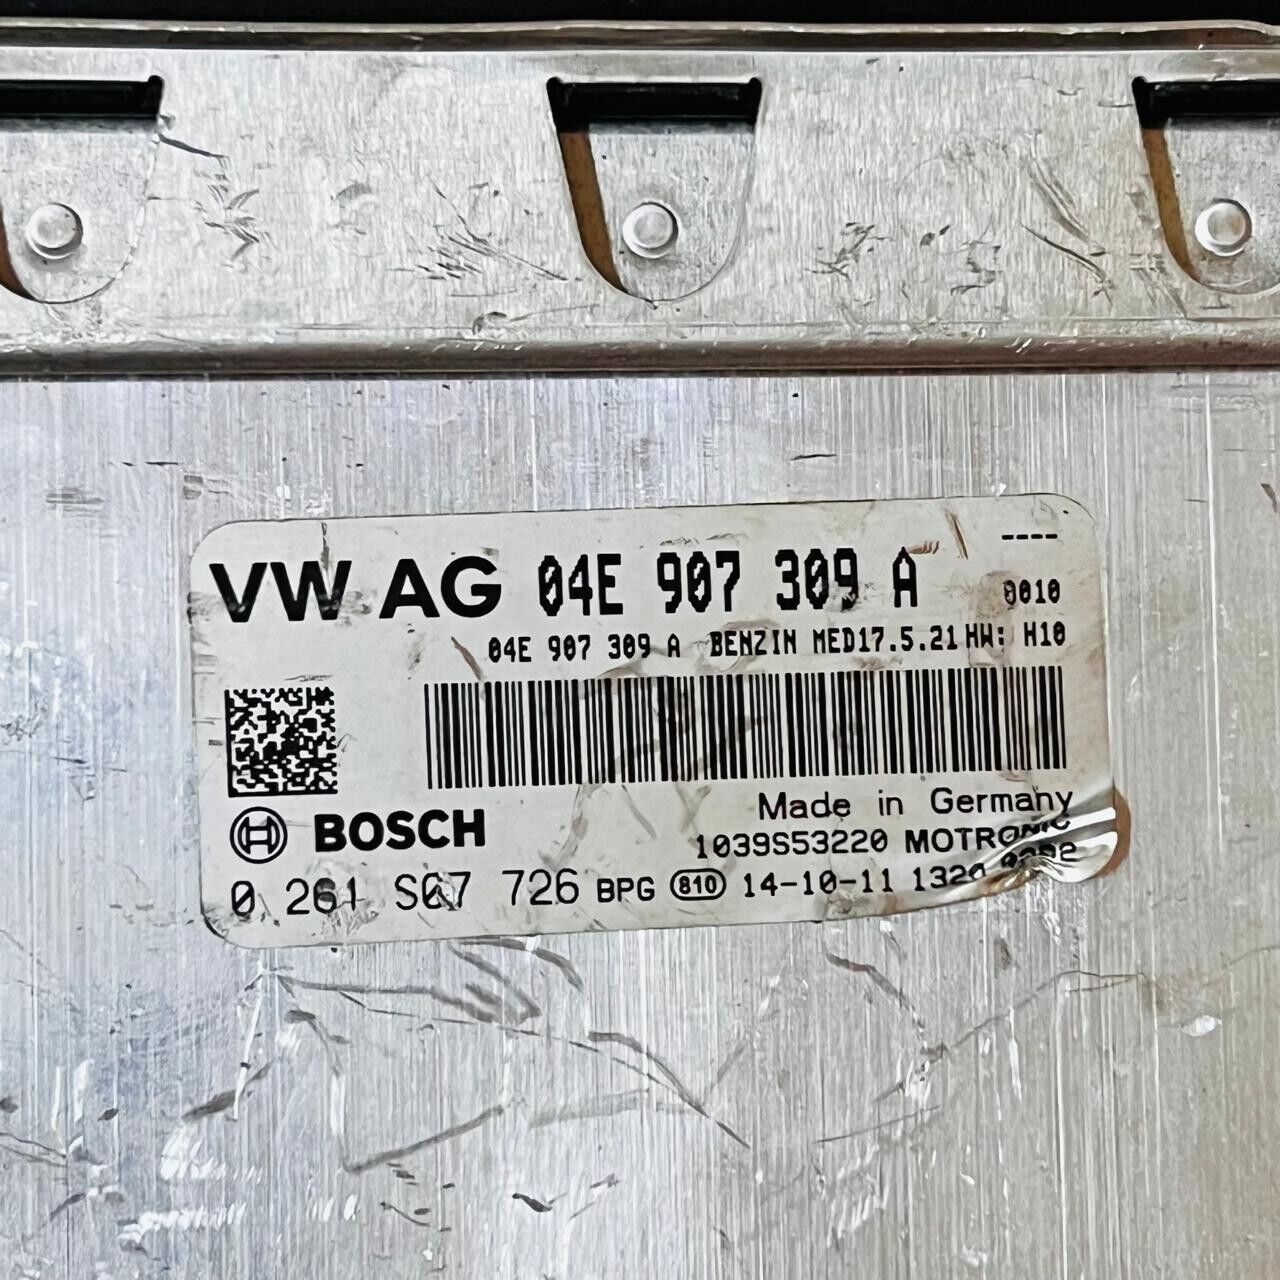 ----
VW AG 04E 907 309 A 0010
04E 907 309 A BENZIN MED17.5.21 HW: H10
BOSCH Made in Germany
1039S53220 MOTRONIC
0 261 S07 726 BPG 810 14-10-11 1320